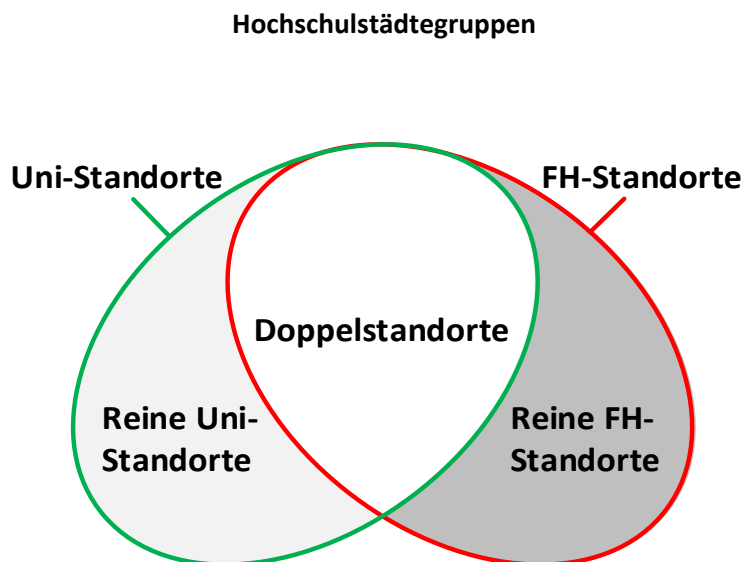 Hochschulstädtegruppen
Uni-Standorte
FH-Standorte
Doppelstandorte
Reine Uni-
Standorte
Reine FH-
Standorte